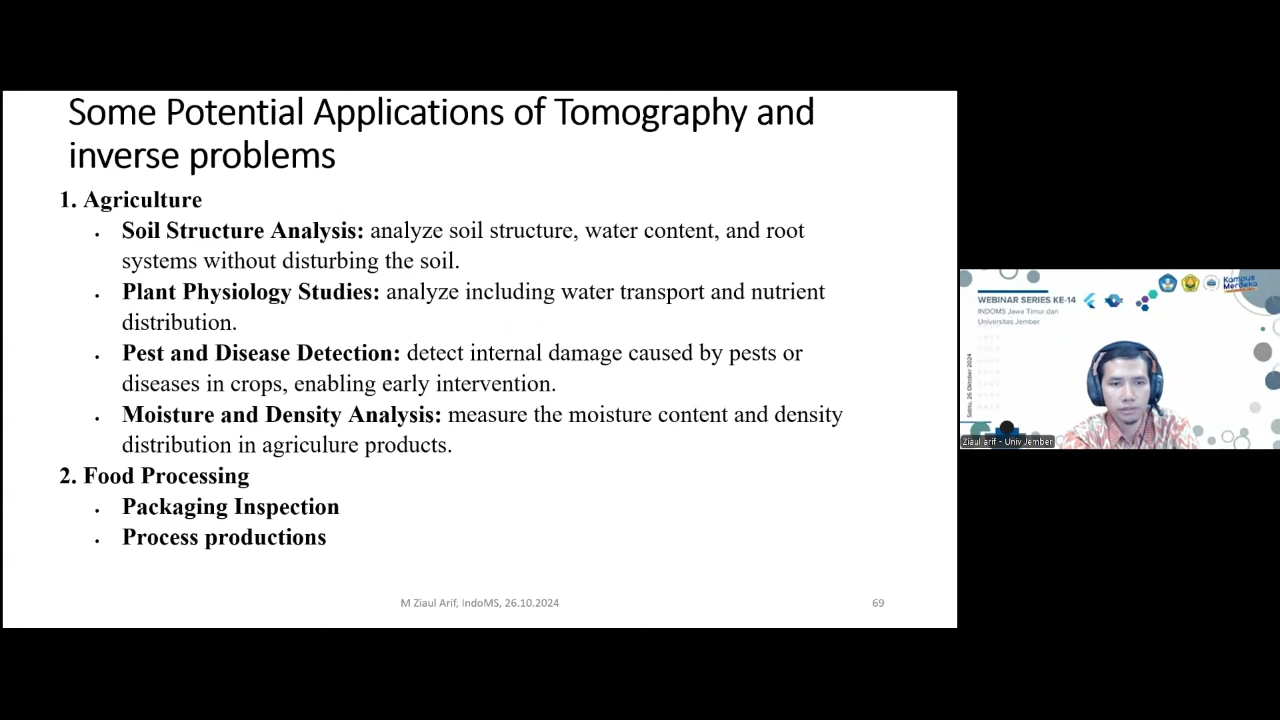 Some Potential Applications of Tomography and
inverse problems
1. Agriculture
• Soil Structure Analysis: analyze soil structure, water content, and root
systems without disturbing the soil.
• Plant Physiology Studies: analyze including water transport and nutrient
distribution.
• Pest and Disease Detection: detect internal damage caused by pests or
diseases in crops, enabling early intervention.
• Moisture and Density Analysis: measure the moisture content and density
distribution in agriculure products.
2. Food Processing
• Packaging Inspection
• Process productions
M Ziaul Arif, IndoMS, 26.10.2024
69
Kampus
Merdeka
WEBINAR SERIES KE-14
INDOMS Jawa Timur dan
Universitas Jember
Sabtu, 26 Oktober 2024
Ziaul arif - Univ Jember